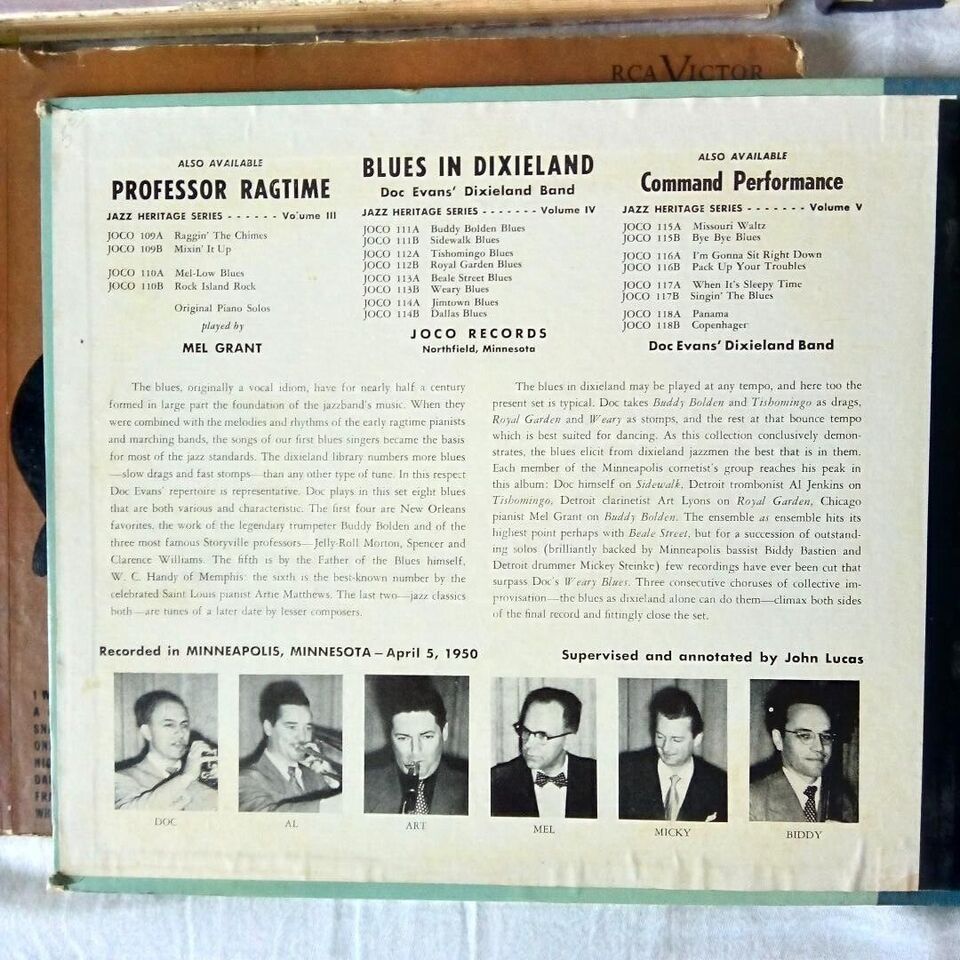 RCA VICTOR
ALSO AVAILABLE
PROFESSOR RAGTIME
JAZZ HERITAGE SERIES - - - - - - Volume III
JOCO 109A Raggin' The Chimes
JOCO 109B Mixin' It Up
JOCO 110A Mel-Low Blues
JOCO 110B Rock Island Rock
Original Piano Solos
played by
MEL GRANT
BLUES IN DIXIELAND
Doc Evans' Dixieland Band
JAZZ HERITAGE SERIES - - - - - - - Volume IV
JOCO 111A Buddy Bolden Blues
JOCO 111B Sidewalk Blues
JOCO 112A Tishomingo Blues
JOCO 112B Royal Garden Blues
JOCO 113A Beale Street Blues
JOCO 113B Weary Blues
JOCO 114A Jimtown Blues
JOCO 114B Dallas Blues
JOCO RECORDS
Northfield, Minnesota
ALSO AVAILABLE
Command Performance
JAZZ HERITAGE SERIES - - - - - - - Volume V
JOCO 115A Missouri Waltz
JOCO 115B Bye Bye Blues
JOCO 116A I'm Gonna Sit Right Down
JOCO 116B Pack Up Your Troubles
JOCO 117A When It's Sleepy Time
JOCO 117B Singin' The Blues
JOCO 118A Panama
JOCO 118B Copenhager
Doc Evans' Dixieland Band
The blues, originally a vocal idiom, have for nearly half a century
formed in large part the foundation of the jazzband's music. When they
were combined with the melodies and rhythms of the early ragtime pianists
and marching bands, the songs of our first blues singers became the basis
for most of the jazz standards. The dixieland library numbers more blues
—slow drags and fast stomps—than any other type of tune. In this respect
Doc Evans' repertoire is representative. Doc plays in this set eight blues
that are both various and characteristic. The first four are New Orleans
favorites, the work of the legendary trumpeter Buddy Bolden and of the
three most famous Storyville professors—Jelly-Roll Morton, Spencer and
Clarence Williams. The fifth is by the Father of the Blues himself,
W. C. Handy of Memphis: the sixth is the best-known number by the
celebrated Saint Louis pianist Artie Matthews. The last two—jazz classics
both—are tunes of a later date by lesser composers.
The blues in dixieland may be played at any tempo, and here too the
present set is typical. Doc takes Buddy Bolden and Tishomingo as drags,
Royal Garden and Weary as stomps, and the rest at that bounce tempo
which is best suited for dancing. As this collection conclusively demon-
strates, the blues elicit from dixieland jazzmen the best that is in them.
Each member of the Minneapolis cornetist's group reaches his peak in
this album: Doc himself on Sidewalk, Detroit trombonist Al Jenkins on
Tishomingo, Detroit clarinetist Art Lyons on Royal Garden, Chicago
pianist Mel Grant on Buddy Bolden. The ensemble as ensemble hits its
highest point perhaps with Beale Street, but for a succession of outstand-
ing solos (brilliantly backed by Minneapolis bassist Biddy Bastien and
Detroit drummer Mickey Steinke) few recordings have ever been cut that
surpass Doc's Weary Blues. Three consecutive choruses of collective im-
provisation—the blues as dixieland alone can do them—climax both sides
of the final record and fittingly close the set.
Recorded in MINNEAPOLIS, MINNESOTA – April 5, 1950
Supervised and annotated by John Lucas
DOC
AL
ART
MEL
MICKY
BIDDY